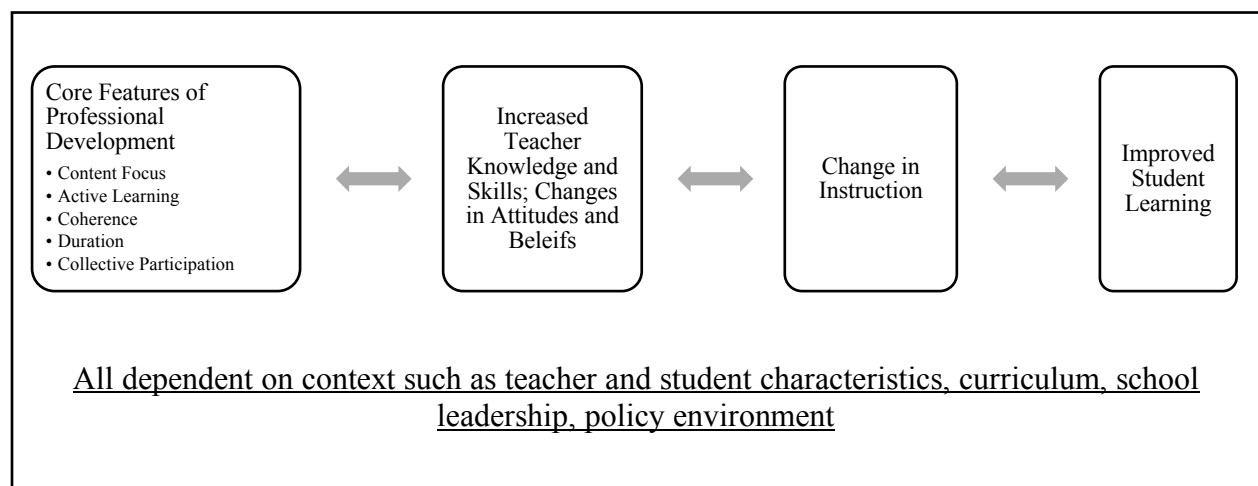 Core Features of
Professional
Development
• Content Focus
• Active Learning
• Coherence
• Duration
• Collective Participation
Increased
Teacher
Knowledge and
Skills; Changes
in Attitudes and
Beleifs
Change in
Instruction
Improved
Student
Learning
All dependent on context such as teacher and student characteristics, curriculum, school
leadership, policy environment